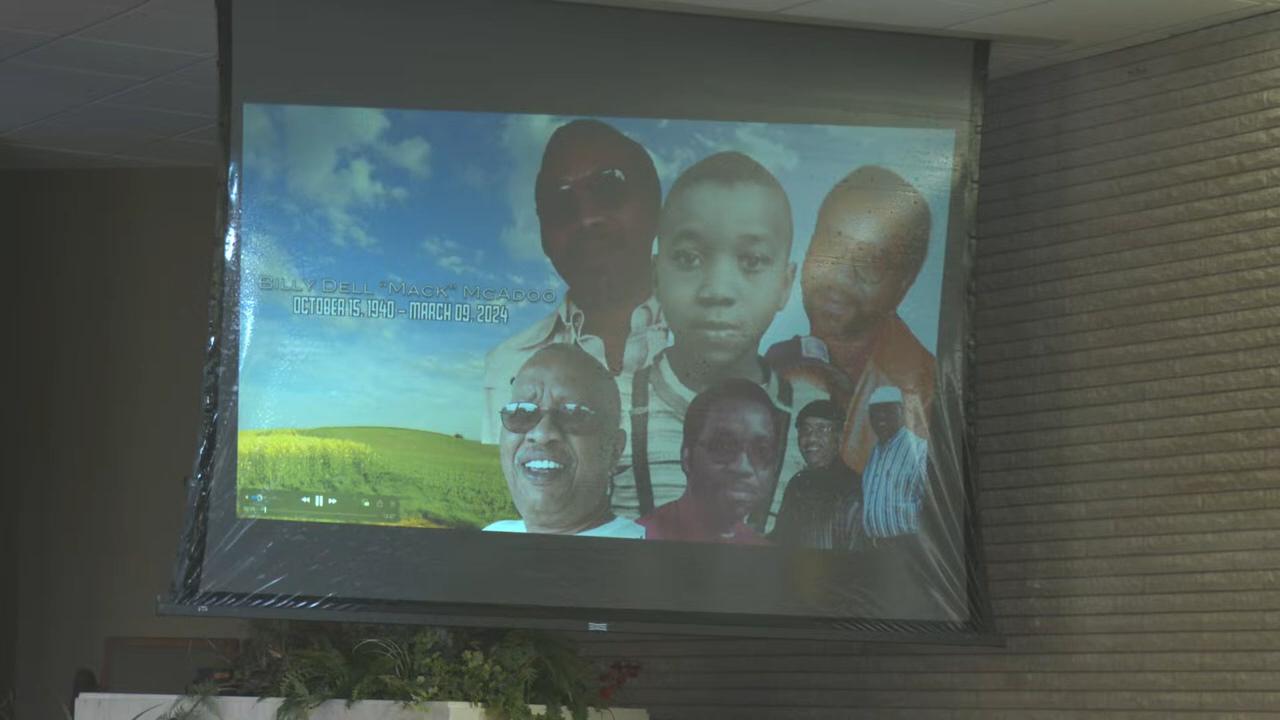 Billy Dell "Mack" McAdoo
October 15, 1940 - March 09, 2024